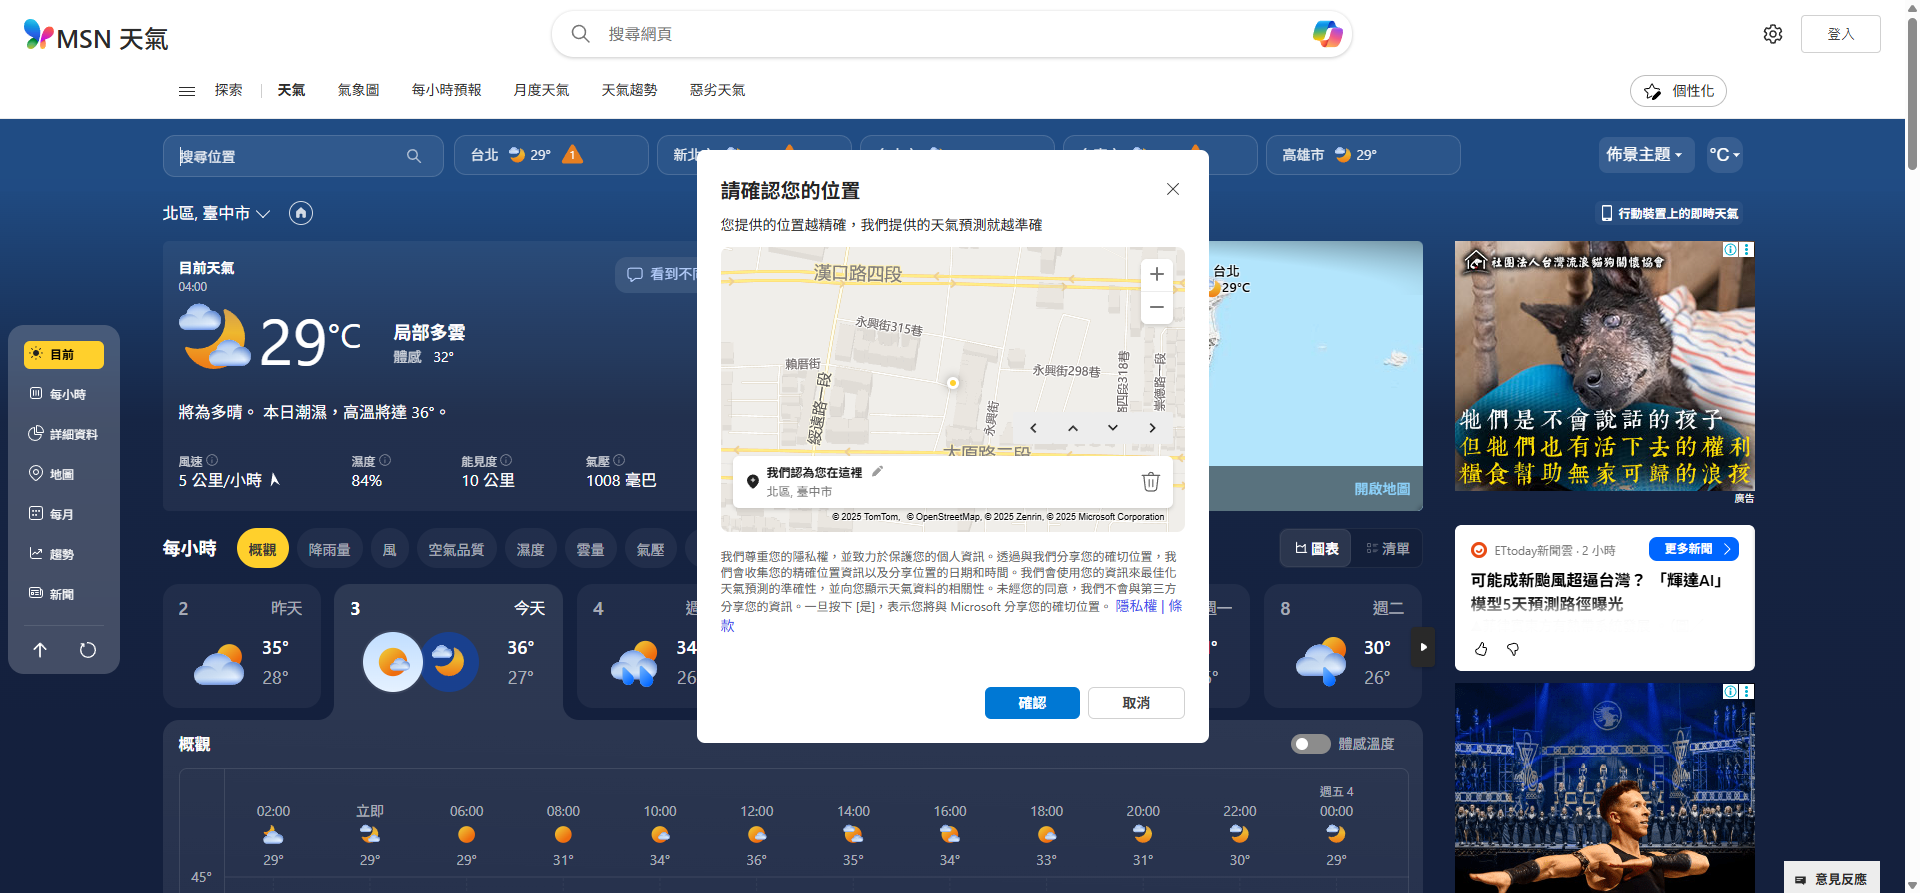 MSN 天氣
搜尋網頁
登入
探索
天氣
氣象圖
每小時預報
月度天氣
天氣趨勢
惡劣天氣
個性化
搜尋位置
台北 29° 1
新北
高雄市 29°
佈景主題
°C
北區, 臺中市
行動裝置上的即時天氣
目前天氣
04:00
看到不同
29°C
局部多雲
體感 32°
將為多晴。 本日潮濕，高溫將達 36°。
風速
5 公里/小時
濕度
84%
能見度
10 公里
氣壓
1008 毫巴
目前
每小時
詳細資料
地圖
每月
趨勢
新聞
請確認您的位置
您提供的位置越精確，我們提供的天氣預測就越準確
漢口路四段
永興街315巷
賴厝街
永興街298巷
綏遠路一段
永興街
四段318巷
崇德路一段
太原路二段
我們認為您在這裡
北區, 臺中市
© 2025 TomTom, © OpenStreetMap, © 2025 Zenrin, © 2025 Microsoft Corporation
我們尊重您的隱私權，並致力於保護您的個人資訊。透過與我們分享您的確切位置，我
們會收集您的精確位置資訊以及分享位置的日期和時間。我們會使用您的資訊來最佳化
天氣預測的準確性，並向您顯示天氣資料的相關性。未經您的同意，我們不會與第三方
分享您的資訊。一旦按下 [是]，表示您將與 Microsoft 分享您的確切位置。 隱私權 | 條
款
確認
取消
台北
29°C
開啟地圖
社團法人台灣流浪貓狗關懷協會
牠們是不會說話的孩子
但牠們也有活下去的權利
糧食幫助無家可歸的浪孩
廣告
每小時
概觀
降雨量
風
空氣品質
濕度
雲量
氣壓
圖表
清單
2 昨天
35°
28°
3 今天
36°
27°
4 週
34°
26
週一
8 週二
30°
26°
ETtoday新聞雲 · 2 小時
更多新聞
可能成新颱風超逼台灣？ 「輝達AI」
模型5天預測路徑曝光
概觀
體感溫度
週五 4
02:00
立即
06:00
08:00
10:00
12:00
14:00
16:00
18:00
20:00
22:00
00:00
29°
29°
29°
31°
34°
36°
35°
34°
33°
31°
30°
29°
45°
意見反應